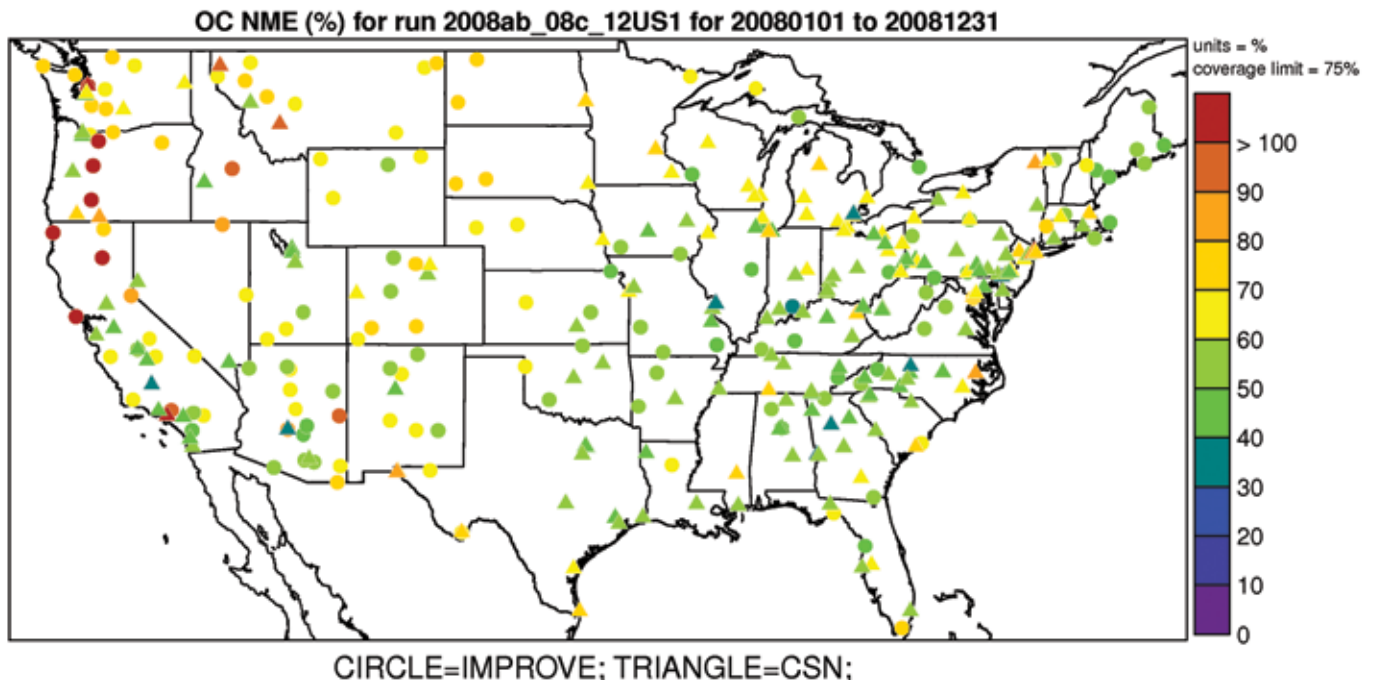 OC NME (%) for run 2008ab_08c_12US1 for 20080101 to 20081231
units = %
coverage limit = 75%
> 100
90
80
70
60
50
40
30
20
10
0
CIRCLE=IMPROVE; TRIANGLE=CSN;